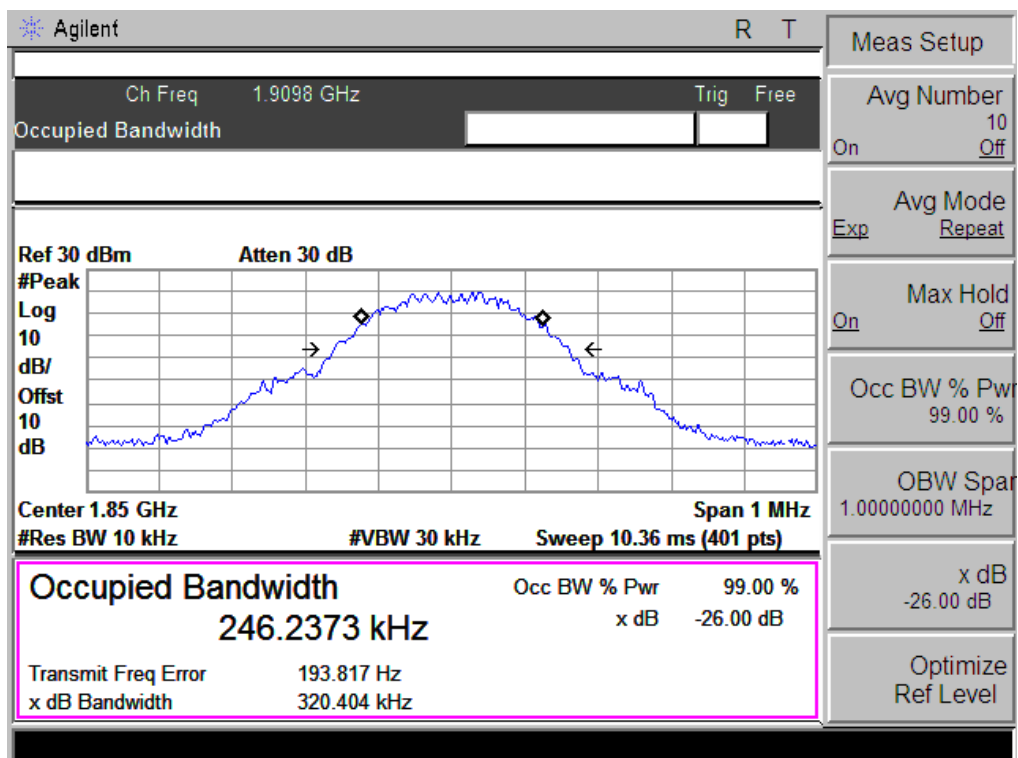 Agilent R T
Ch Freq 1.9098 GHz Trig Free
Occupied Bandwidth
Ref 30 dBm Atten 30 dB
#Peak
Log
10
dB/
Offst
10
dB
Center 1.85 GHz Span 1 MHz
#Res BW 10 kHz #VBW 30 kHz Sweep 10.36 ms (401 pts)
Occupied Bandwidth Occ BW % Pwr 99.00 %
246.2373 kHz x dB -26.00 dB
Transmit Freq Error 193.817 Hz
x dB Bandwidth 320.404 kHz
Meas Setup
Avg Number
10
On Off
Avg Mode
Exp Repeat
Max Hold
On Off
Occ BW % Pwr
99.00 %
OBW Span
1.00000000 MHz
x dB
-26.00 dB
Optimize
Ref Level